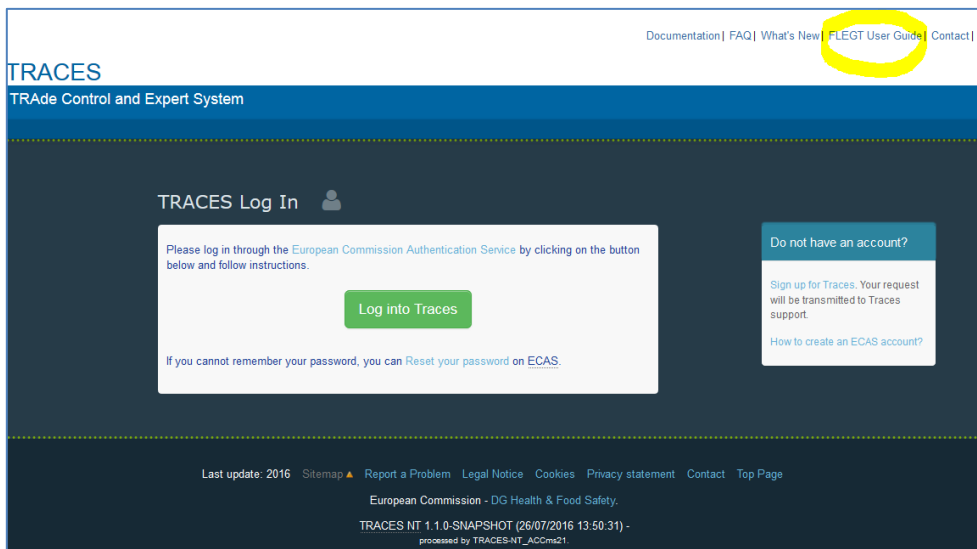 Documentation| FAQ| What's New| FLEGT User Guide| Contact|
TRACES
TRAde Control and Expert System
TRACES Log In
Please log in through the European Commission Authentication Service by clicking on the button
below and follow instructions.
Log into Traces
If you cannot remember your password, you can Reset your password on ECAS.
Do not have an account?
Sign up for Traces. Your request
will be transmitted to Traces
support.
How to create an ECAS account?
Last update: 2016 Sitemap ▲ Report a Problem Legal Notice Cookies Privacy statement Contact Top Page
European Commission - DG Health & Food Safety.
TRACES NT 1.1.0-SNAPSHOT (26/07/2016 13:50:31) -
processed by TRACES-NT_ACCms21.